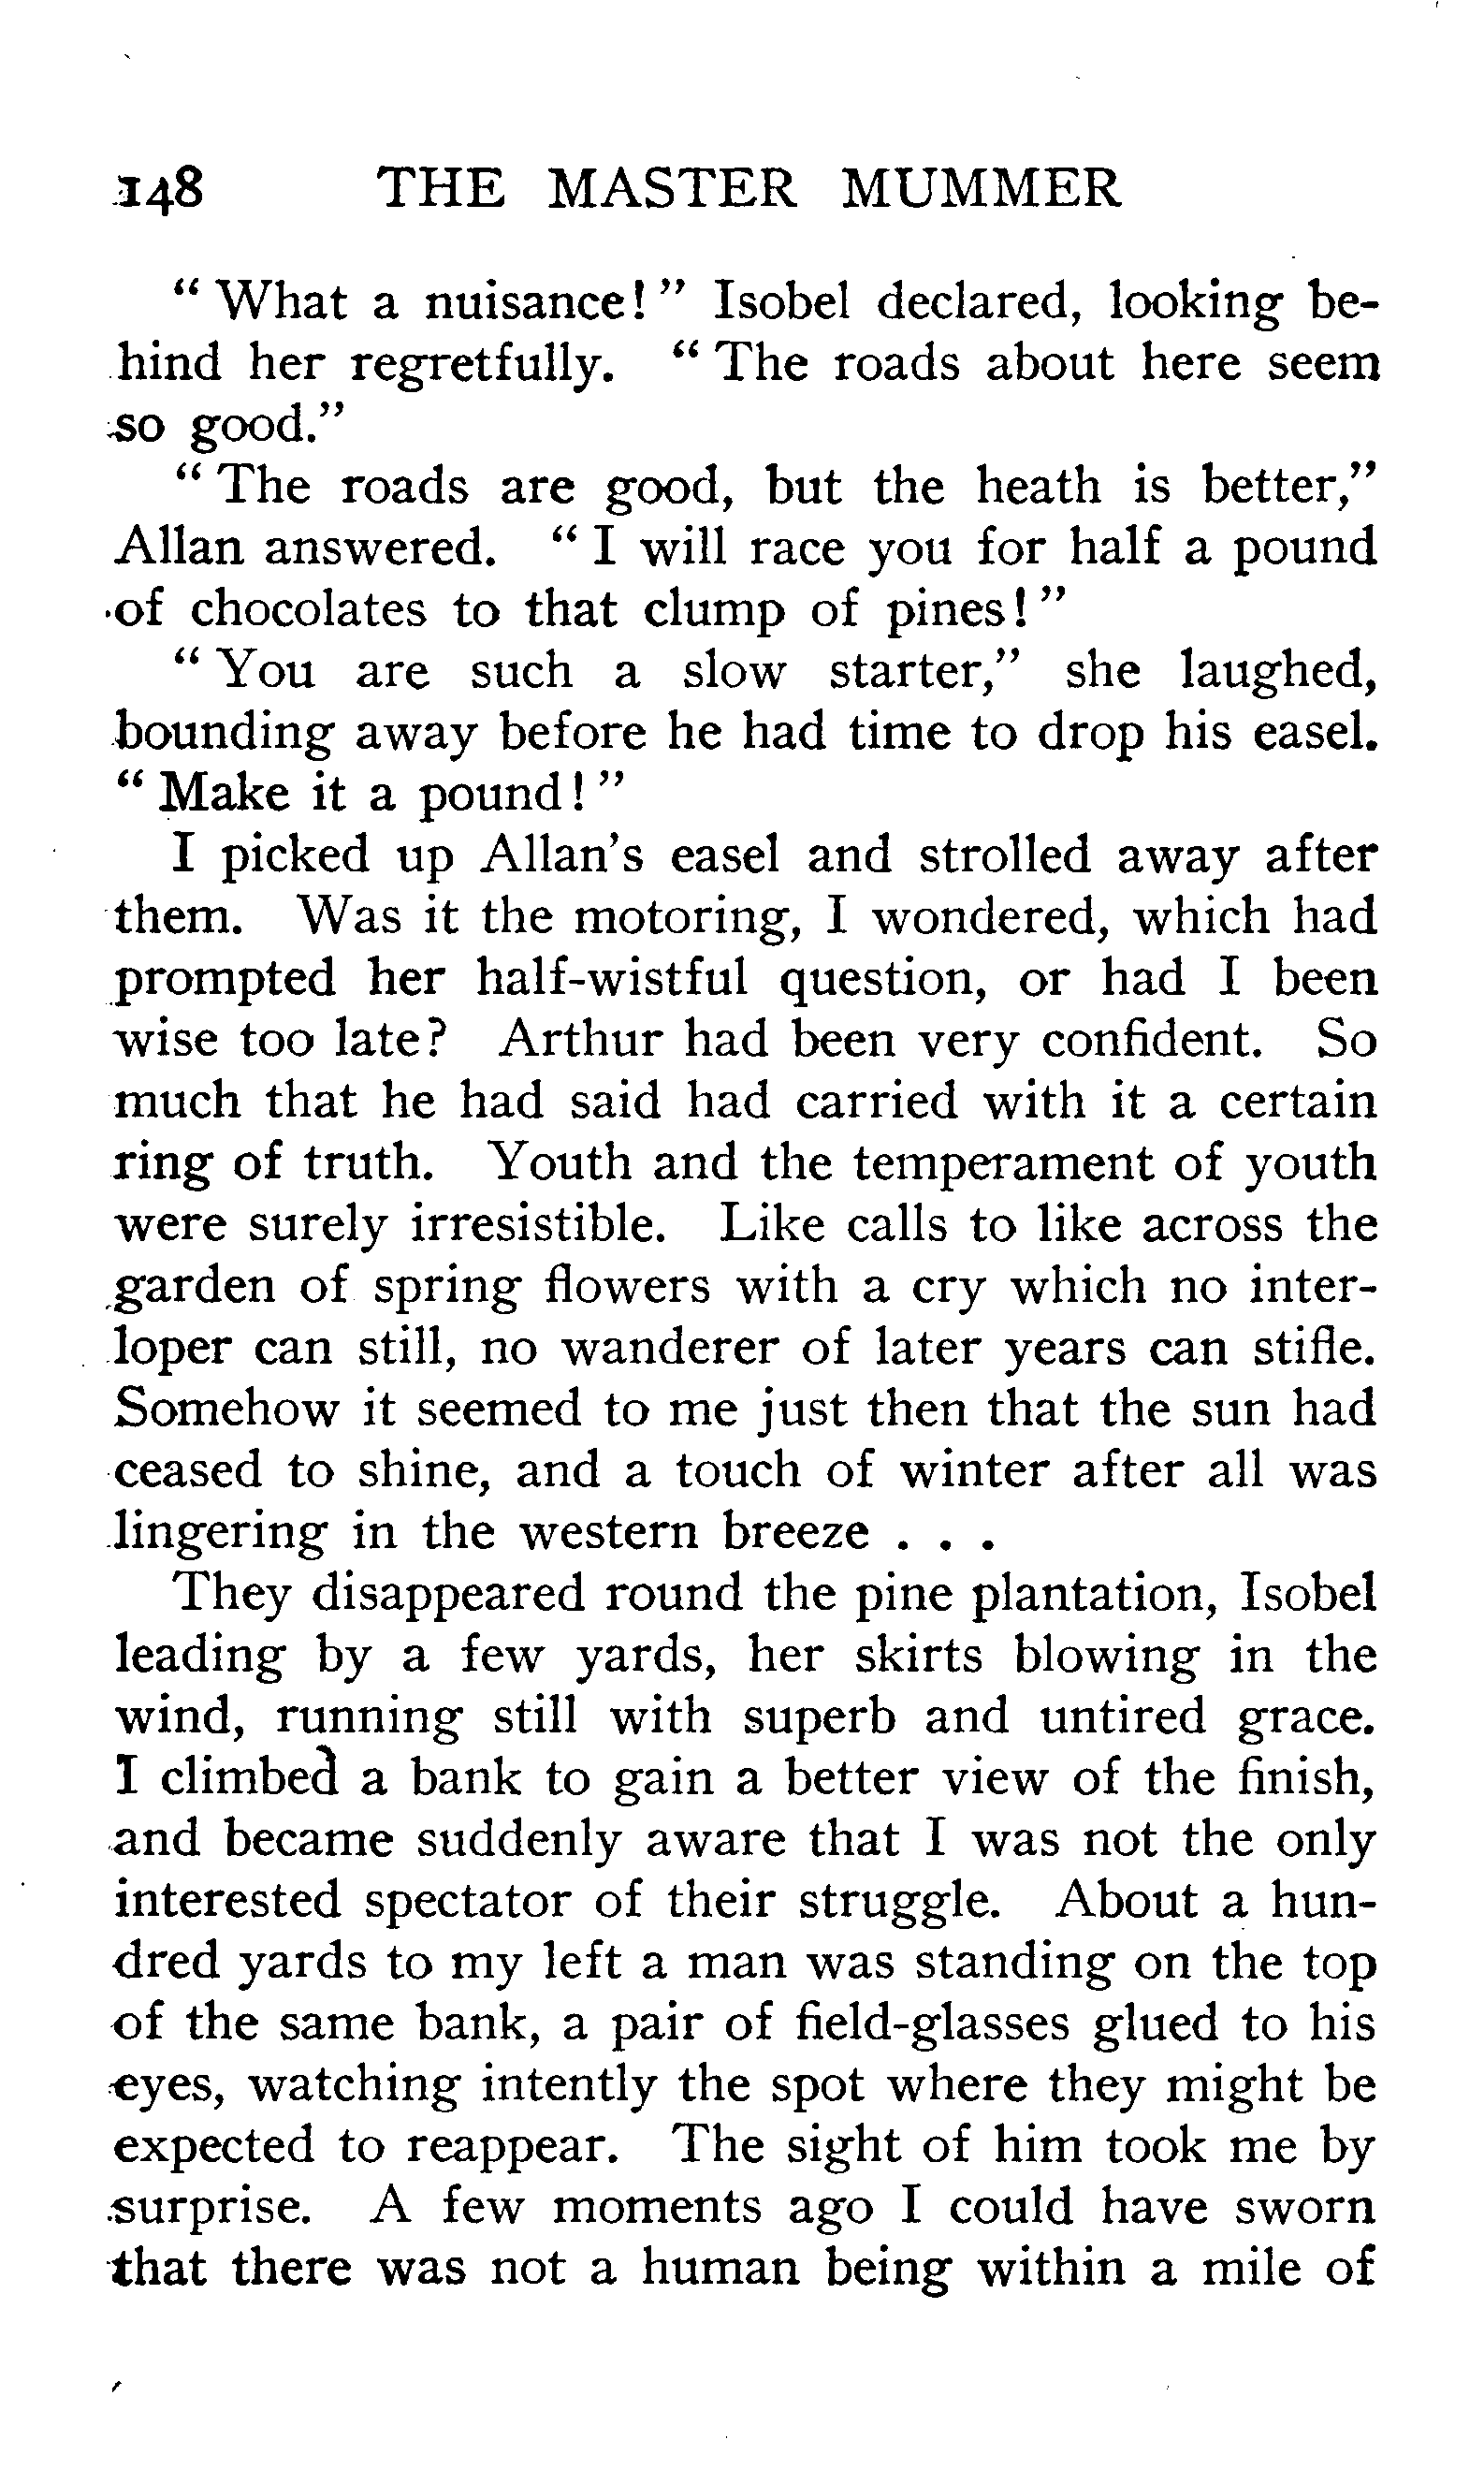 148 THE MASTER MUMMER
“What a nuisance!” Isobel declared, looking be-
hind her regretfully. “The roads about here seem
so good.”
“The roads are good, but the heath is better,”
Allan answered. “I will race you for half a pound
of chocolates to that clump of pines!”
“You are such a slow starter,” she laughed,
bounding away before he had time to drop his easel.
“Make it a pound!”
I picked up Allan’s easel and strolled away after
them. Was it the motoring, I wondered, which had
prompted her half-wistful question, or had I been
wise too late? Arthur had been very confident. So
much that he had said had carried with it a certain
ring of truth. Youth and the temperament of youth
were surely irresistible. Like calls to like across the
garden of spring flowers with a cry which no inter-
loper can still, no wanderer of later years can stifle.
Somehow it seemed to me just then that the sun had
ceased to shine, and a touch of winter after all was
lingering in the western breeze . . .
They disappeared round the pine plantation, Isobel
leading by a few yards, her skirts blowing in the
wind, running still with superb and untired grace.
I climbed a bank to gain a better view of the finish,
and became suddenly aware that I was not the only
interested spectator of their struggle. About a hun-
dred yards to my left a man was standing on the top
of the same bank, a pair of field-glasses glued to his
eyes, watching intently the spot where they might be
expected to reappear. The sight of him took me by
surprise. A few moments ago I could have sworn
that there was not a human being within a mile of